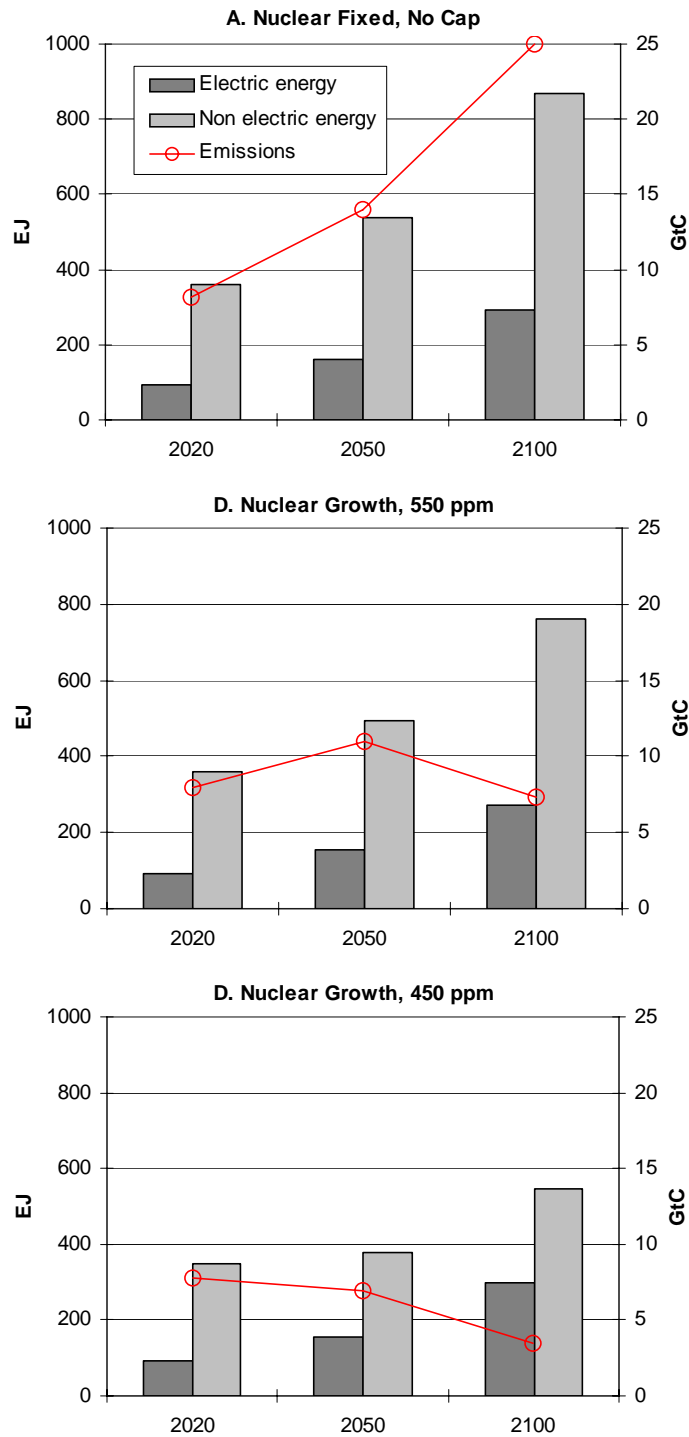 A. Nuclear Fixed, No Cap
1000
800
600
400
200
0
EJ
Electric energy
Non electric energy
Emissions
25
20
15
10
5
0
GtC
2020 2050 2100
D. Nuclear Growth, 550 ppm
1000
800
600
400
200
0
EJ
25
20
15
10
5
0
GtC
2020 2050 2100
D. Nuclear Growth, 450 ppm
1000
800
600
400
200
0
EJ
25
20
15
10
5
0
GtC
2020 2050 2100